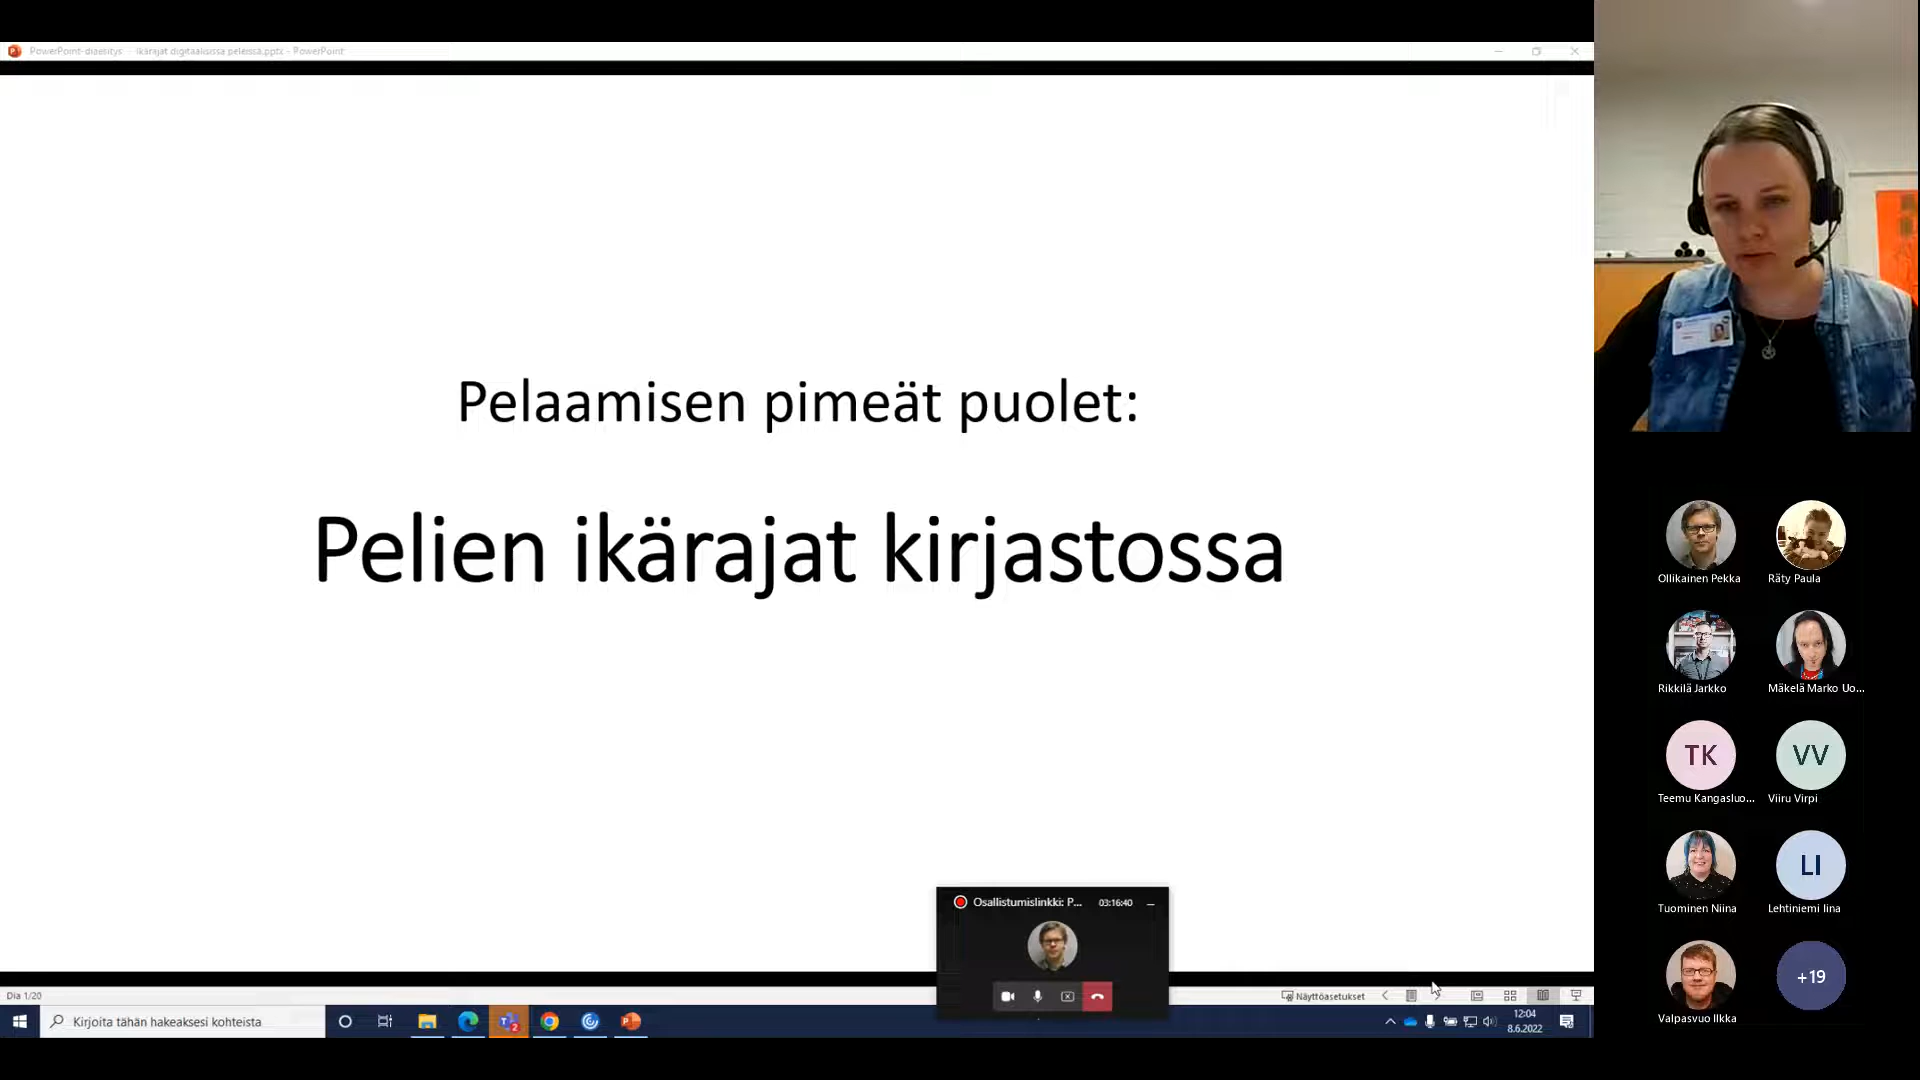 PowerPoint-diaesitys - Ikärajat digitaalisissa peleissä.pptx - PowerPoint
Pelaamisen pimeät puolet:
Pelien ikärajat kirjastossa
Osallistumislinkki: P... 03:16:40
Dia 1/20
Näyttöasetukset
Kirjoita tähän hakeaksesi kohteista
12:04
8.6.2022
Ollikainen Pekka
Räty Paula
Rikkilä Jarkko
Mäkelä Marko Uo...
TK
VV
Teemu Kangasluo...
Viiru Virpi
LI
Tuominen Niina
Lehtiniemi Iina
+19
Valpasvuo Ilkka